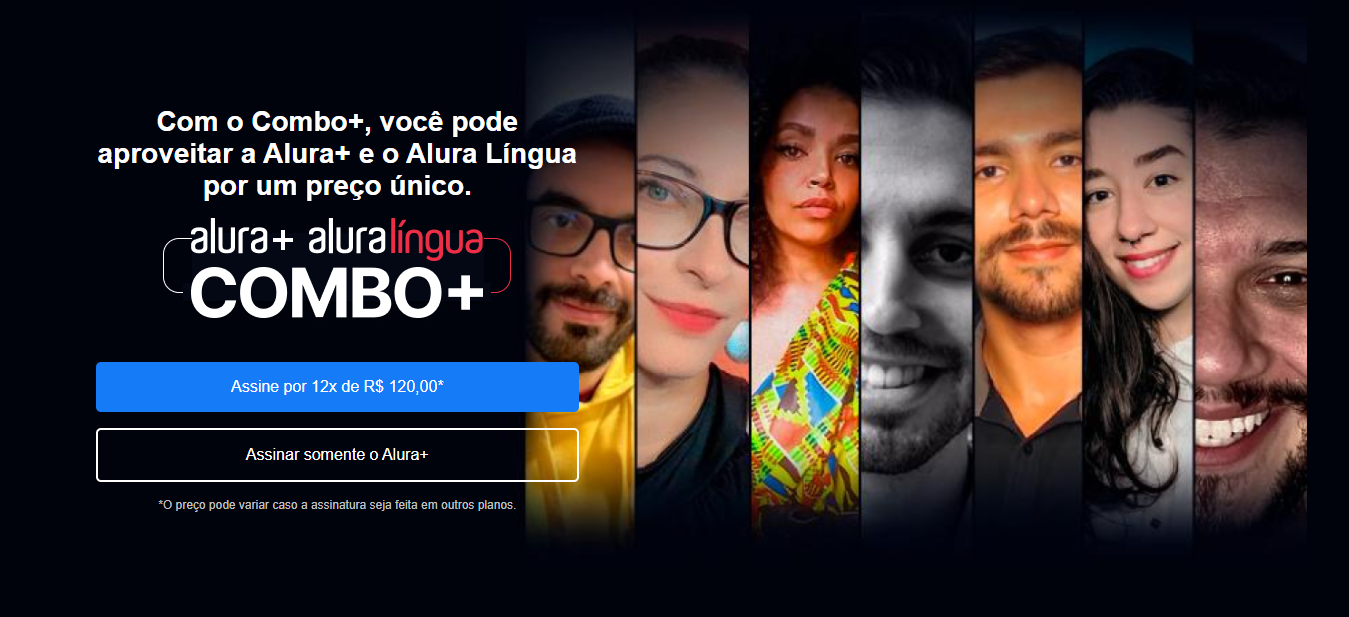 Com o Combo+, você pode
aproveitar a Alura+ e o Alura Língua
por um preço único.
alura+ aluralíngua
COMBO+
Assine por 12x de R$ 120,00*
Assinar somente o Alura+
*O preço pode variar caso a assinatura seja feita em outros planos.